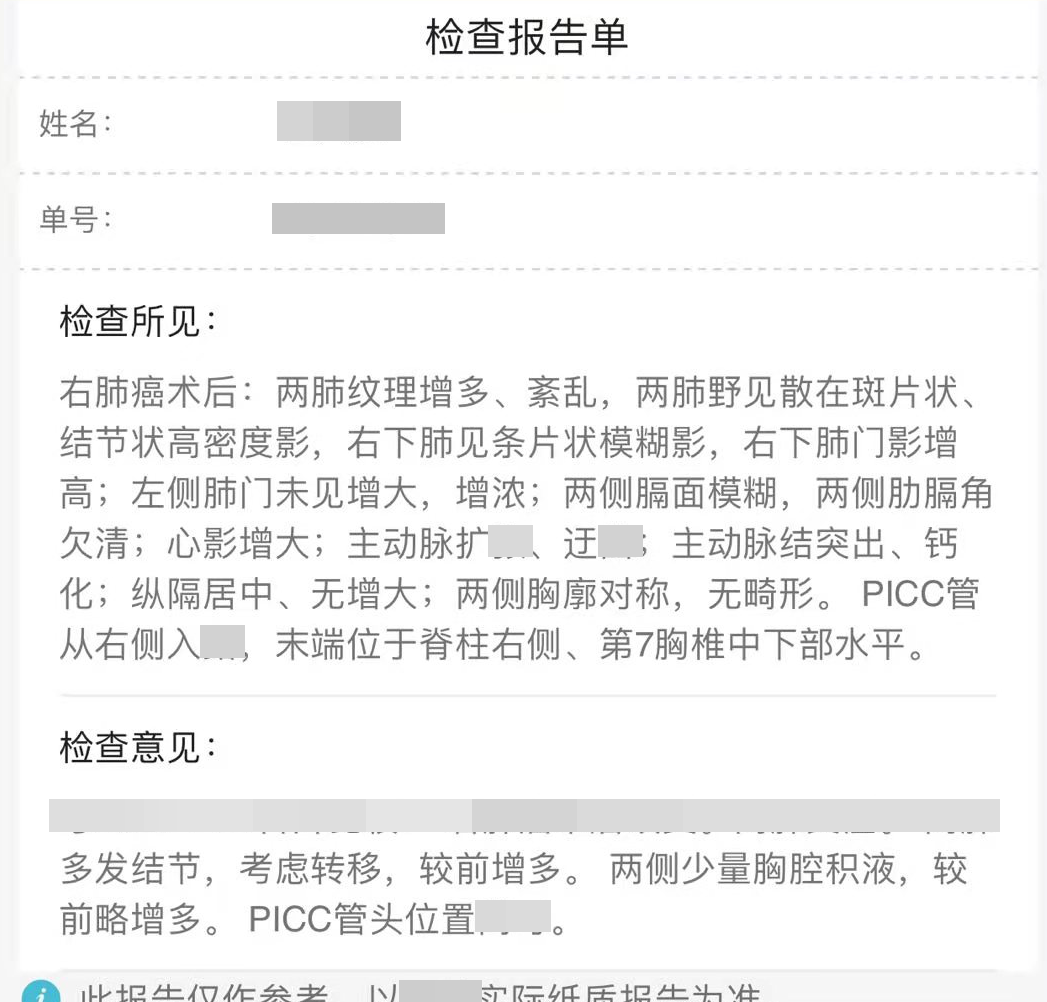 检查报告单
姓名：
单号：
检查所见：
右肺癌术后：两肺纹理增多、紊乱，两肺野见散在斑片状、
结节状高密度影，右下肺见条片状模糊影，右下肺门影增
高；左侧肺门未见增大，增浓；两侧膈面模糊，两侧肋膈角
欠清；心影增大；主动脉扩、迂；主动脉结突出、钙
化；纵隔居中、无增大；两侧胸廓对称，无畸形。 PICC管
从右侧入，末端位于脊柱右侧、第7胸椎中下部水平。
检查意见：
多发结节，考虑转移，较前增多。 两侧少量胸腔积液，较
前略增多。 PICC管头位置。
此报告仅作参考，以实际纸质报告为准